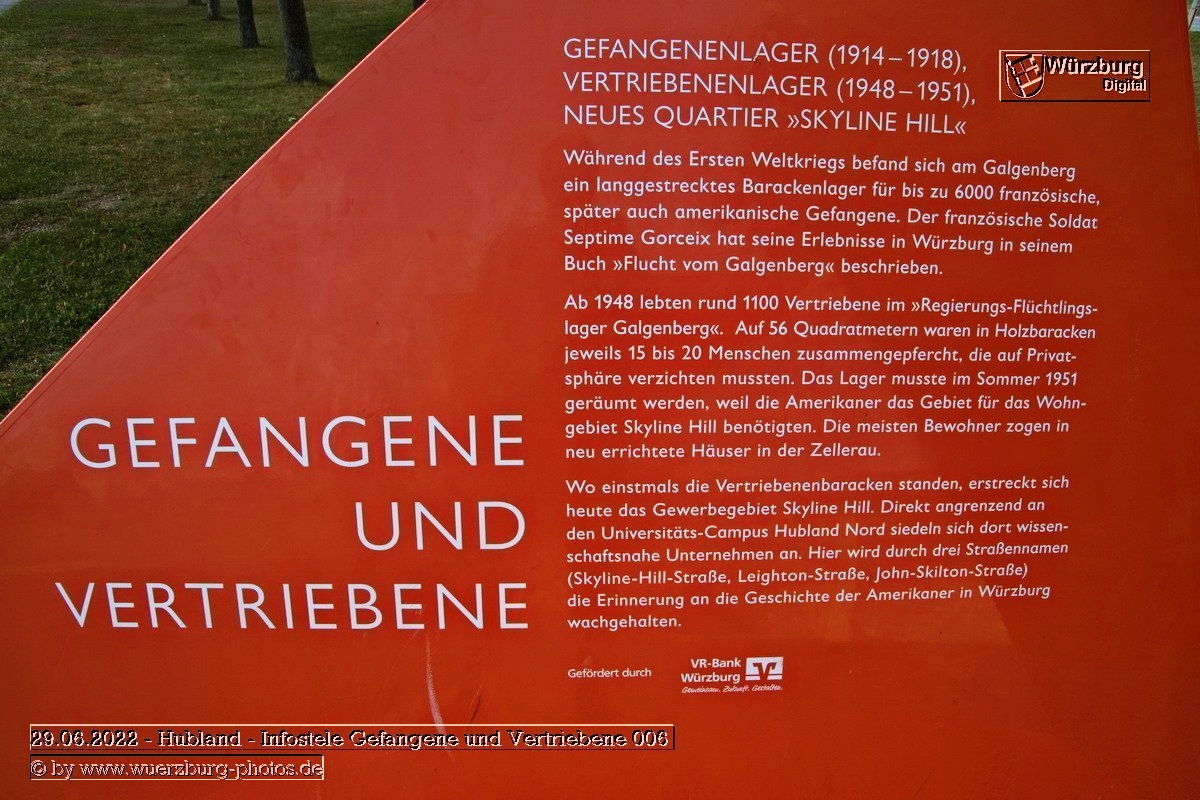 GEFANGENENLAGER (1914 – 1918),
VERTRIEBENENLAGER (1948 – 1951),
NEUES QUARTIER »SKYLINE HILL«
Würzburg
Digital
Während des Ersten Weltkriegs befand sich am Galgenberg
ein langgestrecktes Barackenlager für bis zu 6000 französische,
später auch amerikanische Gefangene. Der französische Soldat
Septime Gorceix hat seine Erlebnisse in Würzburg in seinem
Buch »Flucht vom Galgenberg« beschrieben.
Ab 1948 lebten rund 1100 Vertriebene im »Regierungs-Flüchtlings-
lager Galgenberg«. Auf 56 Quadratmetern waren in Holzbaracken
jeweils 15 bis 20 Menschen zusammengepfercht, die auf Privat-
sphäre verzichten mussten. Das Lager musste im Sommer 1951
geräumt werden, weil die Amerikaner das Gebiet für das Wohn-
gebiet Skyline Hill benötigten. Die meisten Bewohner zogen in
neu errichtete Häuser in der Zellerau.
Wo einstmals die Vertriebenenbaracken standen, erstreckt sich
heute das Gewerbegebiet Skyline Hill. Direkt angrenzend an
den Universitäts-Campus Hubland Nord siedeln sich dort wissen-
schaftsnahe Unternehmen an. Hier wird durch drei Straßennamen
(Skyline-Hill-Straße, Leighton-Straße, John-Skilton-Straße)
die Erinnerung an die Geschichte der Amerikaner in Würzburg
wachgehalten.
GEFANGENE
UND
VERTRIEBENE
Gefördert durch
VR-Bank
Würzburg
Gemeinsam. Zukunft. Gestalten.
29.06.2022 - Hubland - Infostele Gefangene und Vertriebene 006
© by www.wuerzburg-photos.de